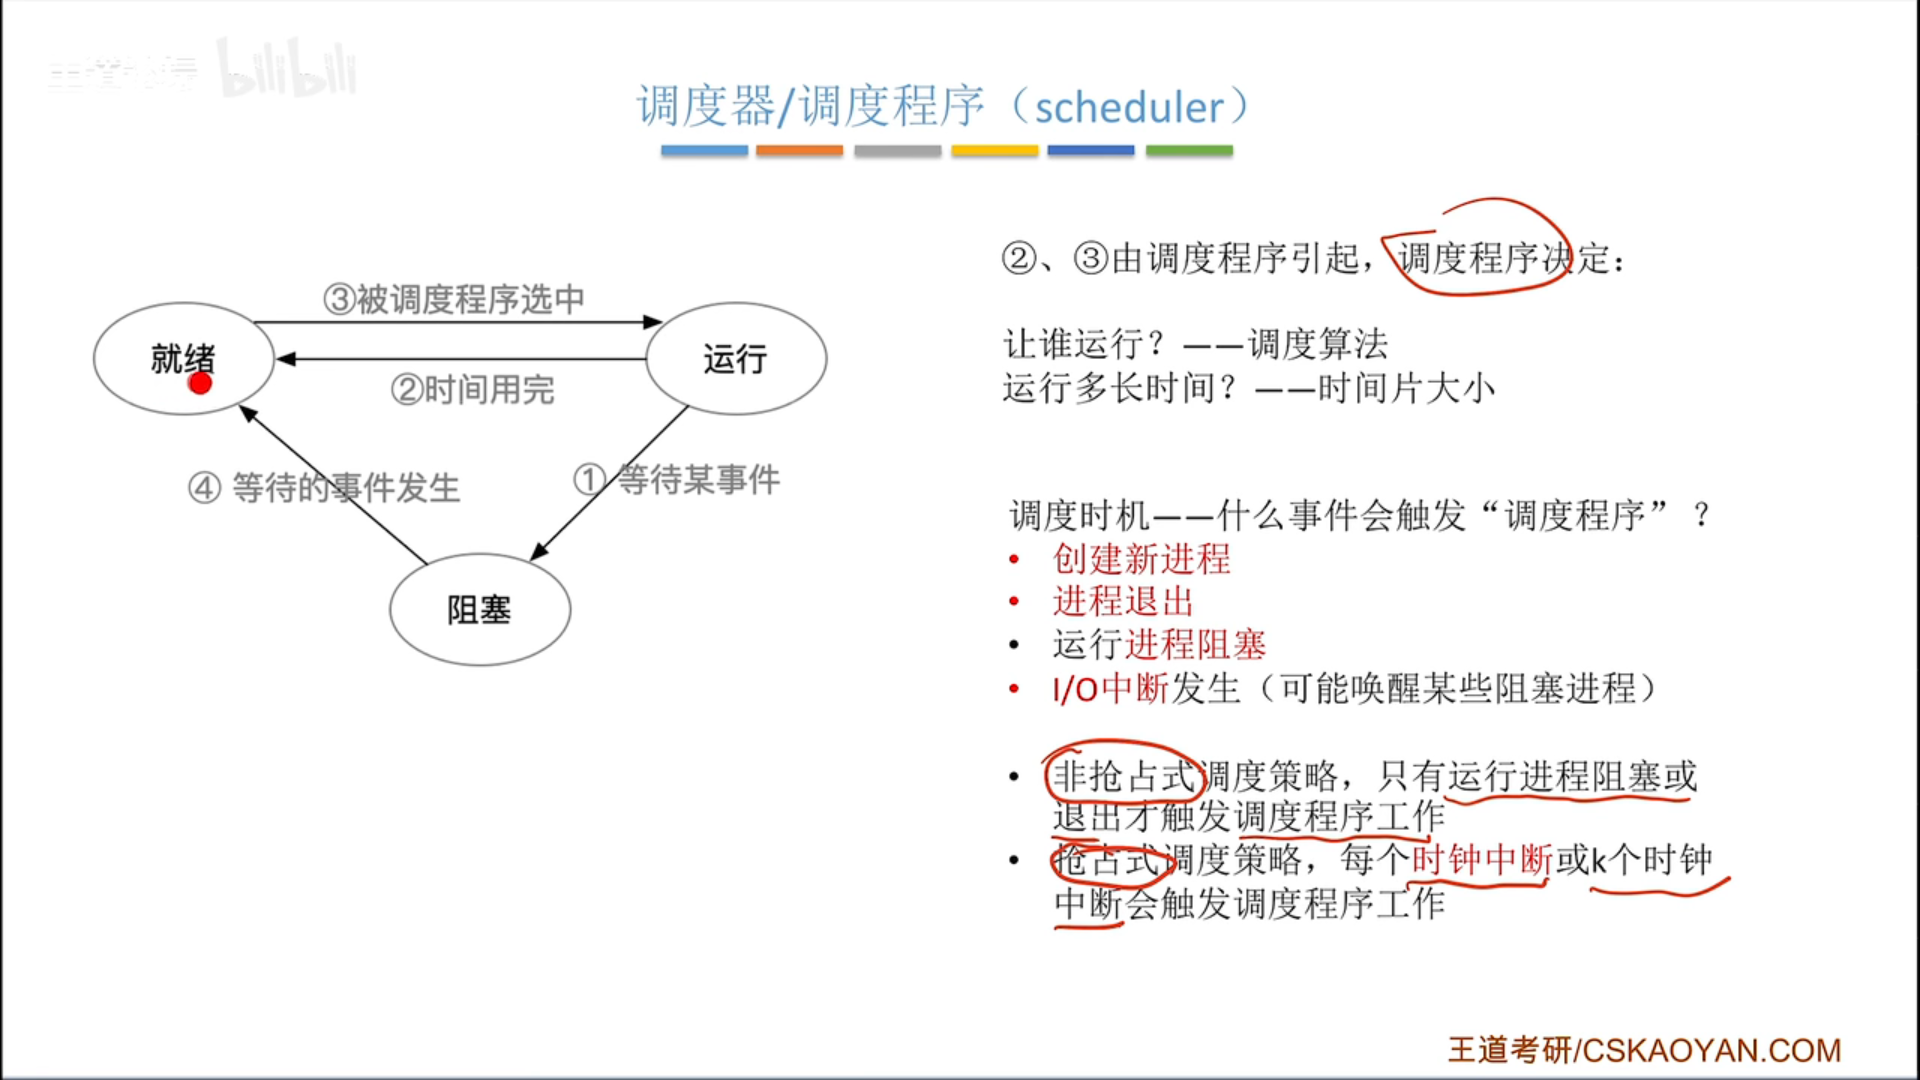 bilibili
调度器/调度程序（scheduler）
③被调度程序选中
就绪
运行
②时间用完
④ 等待的事件发生
① 等待某事件
阻塞
②、③由调度程序引起，调度程序决定：
让谁运行？——调度算法
运行多长时间？——时间片大小
调度时机——什么事件会触发“调度程序”？
• 创建新进程
• 进程退出
• 运行进程阻塞
• I/O中断发生（可能唤醒某些阻塞进程）
• 非抢占式调度策略，只有运行进程阻塞或
退出才触发调度程序工作
• 抢占式调度策略，每个时钟中断或k个时钟
中断会触发调度程序工作
王道考研/CSKAOYAN.COM